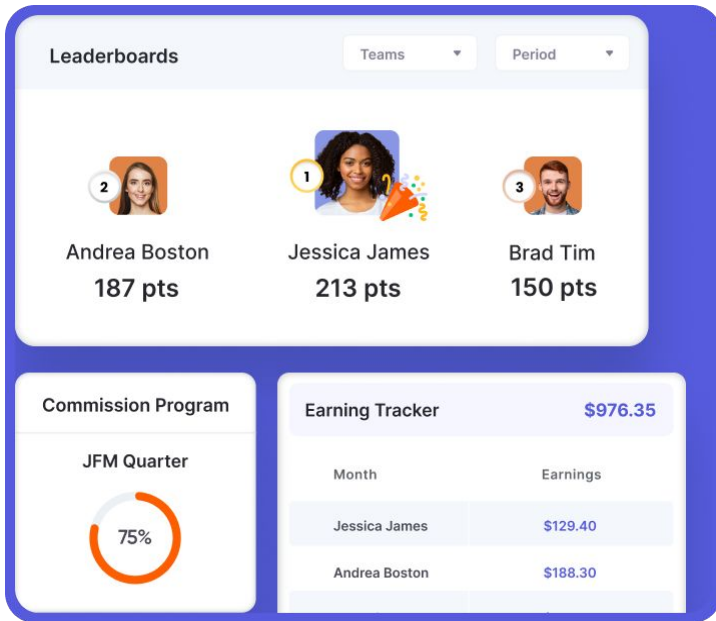 Leaderboards
Teams
Period
2
1
3
Andrea Boston
Jessica James
Brad Tim
187 pts
213 pts
150 pts
Commission Program
JFM Quarter
75%
Earning Tracker
$976.35
Month
Earnings
Jessica James
$129.40
Andrea Boston
$188.30